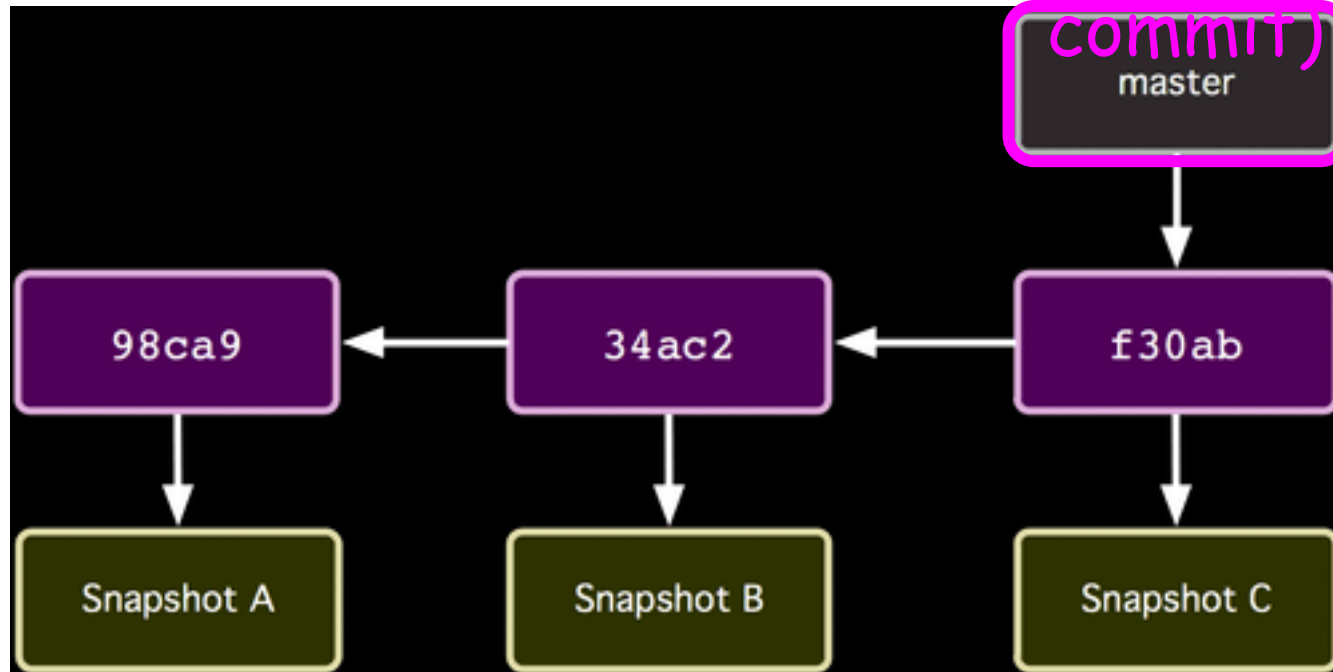 commit)
master
98ca9
34ac2
f30ab
Snapshot A
Snapshot B
Snapshot C